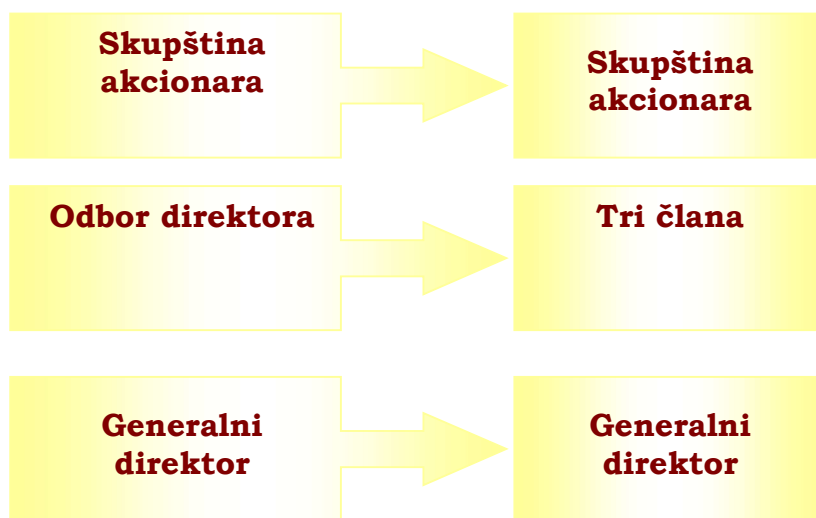 Skupština
akcionara
Skupština
akcionara
Odbor direktora
Tri člana
Generalni
direktor
Generalni
direktor